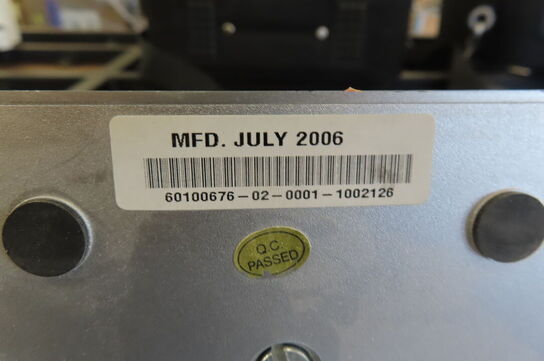 MFD. JULY 2006
60100676-02-0001-1002126
Q.C.
PASSED